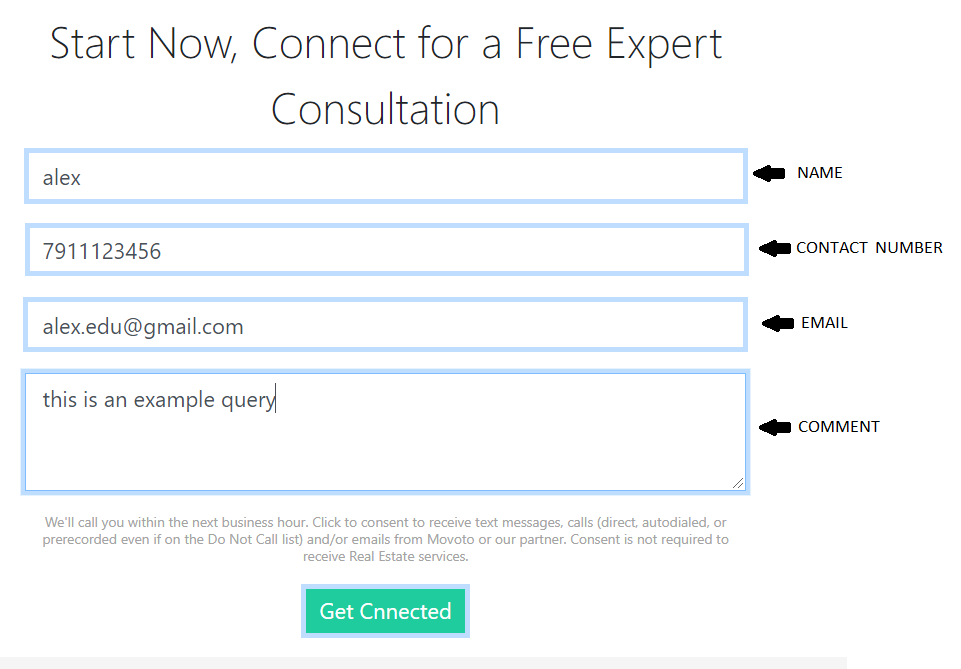 Start Now, Connect for a Free Expert
Consultation
alex
NAME
7911123456
CONTACT NUMBER
alex.edu@gmail.com
EMAIL
this is an example query
COMMENT
We'll call you within the next business hour. Click to consent to receive text messages, calls (direct, autodialed, or
prerecorded even if on the Do Not Call list) and/or emails from Movoto or our partner. Consent is not required to
receive Real Estate services.
Get Cnnected